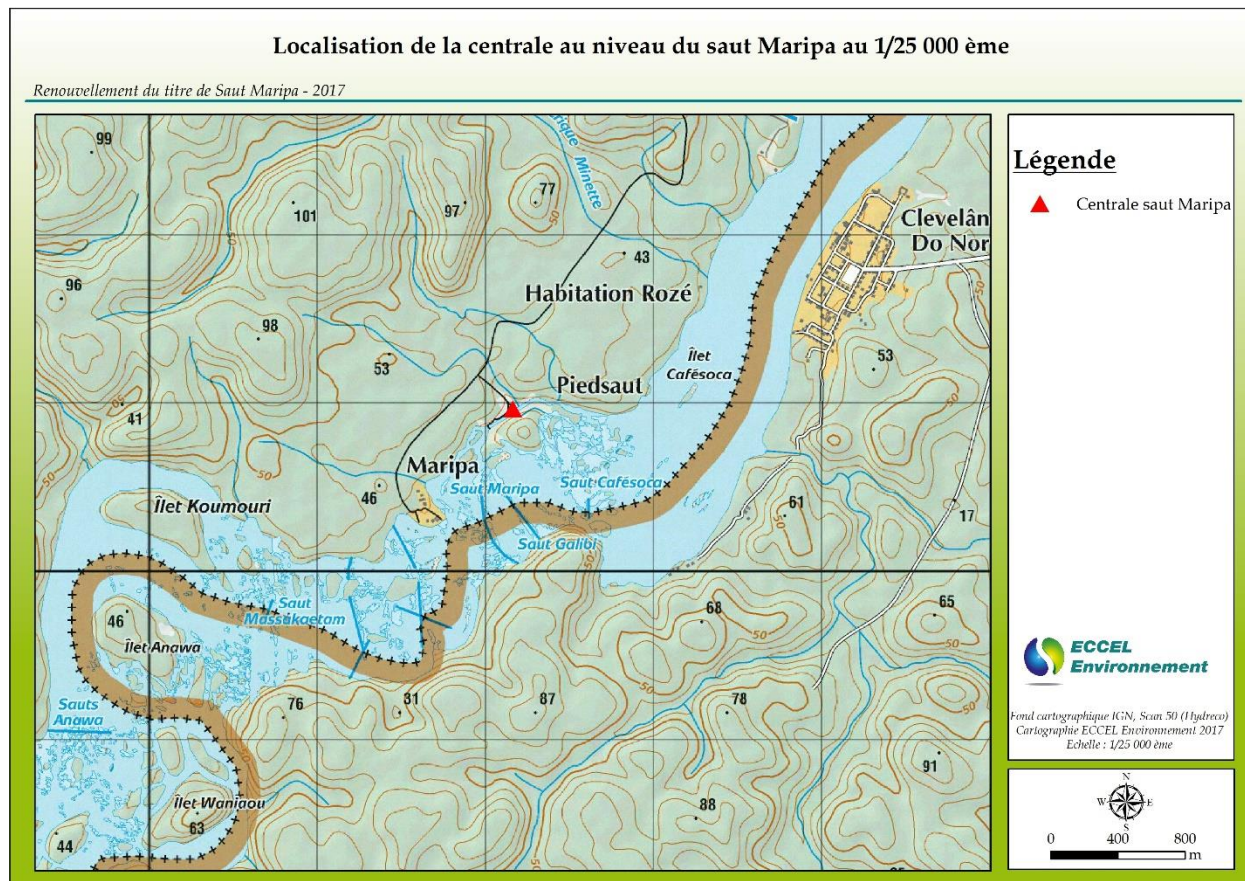 Localisation de la centrale au niveau du saut Maripa au 1/25 000 ème
Renouvellement du titre de Saut Maripa - 2017
99
101
97
77
Minette
43
Clevelân
Do Nor
96
98
53
Habitation Rozé
Îlet
Cafésoca
53
50
41
Piedsaut
Maripa
46
Saut Maripa
Saut Cafésoca
Saut Galibi
61
17
Îlet Koumouri
50
46
Îlet Anawa
Saut
Massakaetam
68
65
50
Sauts
Anawa
76
31
87
78
91
Îlet Waniaou
63
44
88
Légende
Centrale saut Maripa
ECCEL
Environnement
Fond cartographique IGN, Scan 50 (Hydreco)
Cartographie ECCEL Environnement 2017
Echelle : 1/25 000 ème
N
W E
S
0 400 800
m